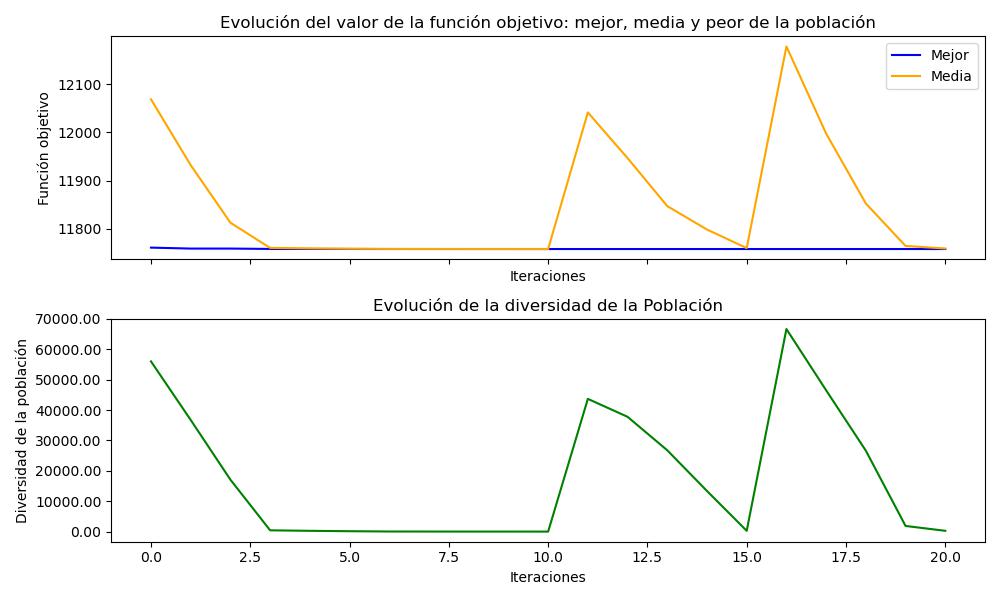 Evolución del valor de la función objetivo: mejor, media y peor de la población
Función objetivo
12100
12000
11900
11800
Mejor
Media
Iteraciones
Evolución de la diversidad de la Población
Diversidad de la población
70000.00
60000.00
50000.00
40000.00
30000.00
20000.00
10000.00
0.00
0.0 2.5 5.0 7.5 10.0 12.5 15.0 17.5 20.0
Iteraciones